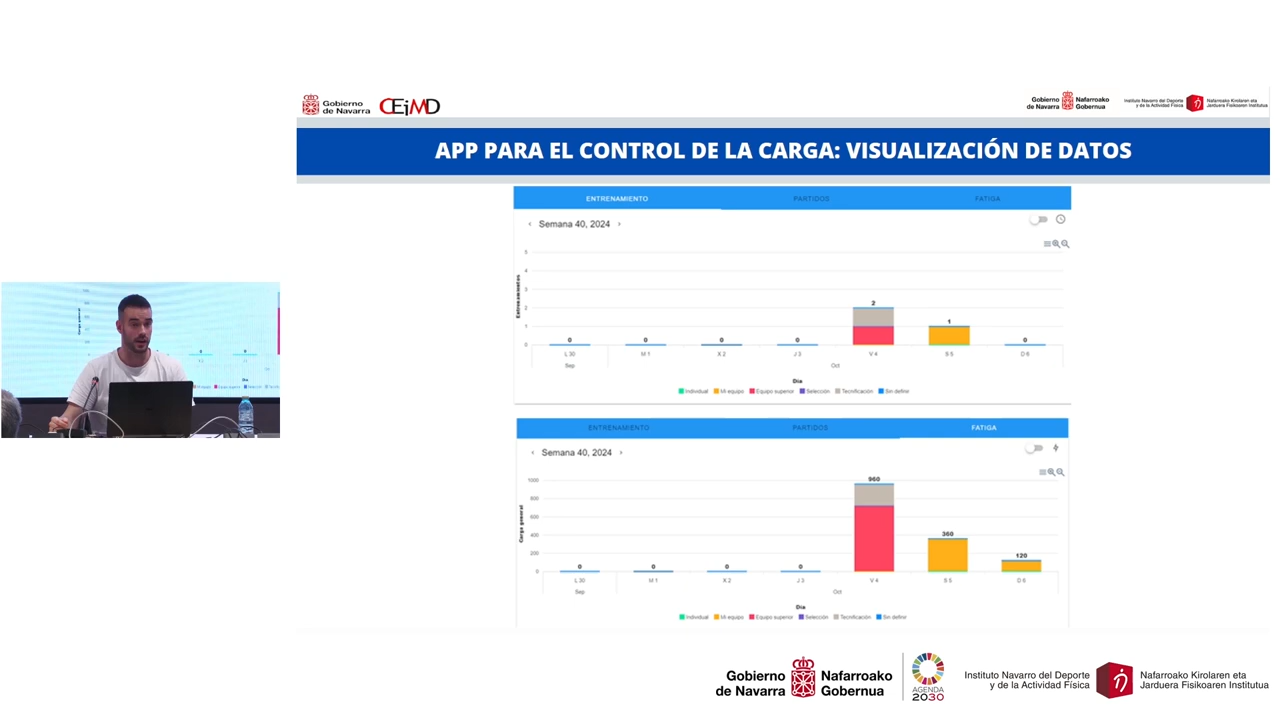 Gobierno
de Navarra
CEiMD
Gobierno Nafarroako
de Navarra Gobernua
Instituto Navarro del Deporte
y de la Actividad Física
Nafarroako Kirolaren eta
Jarduera Fisikoaren Institutua
APP PARA EL CONTROL DE LA CARGA: VISUALIZACIÓN DE DATOS
ENTRENAMIENTO PARTIDOS FATIGA
‹ Semana 40, 2024 ›
Entrenamientos
5
4
3
2
1
0
0 0 0 0 2 1 0
L 30 M 1 X 2 J 3 V 4 S 5 D 6
Sep Oct
Día
Individual Mi equipo Equipo superior Selección Tecnificación Sin definir
ENTRENAMIENTO PARTIDOS FATIGA
‹ Semana 40, 2024 ›
Carga general
1000
800
600
400
200
0
0 0 0 0 960 360 120
L 30 M 1 X 2 J 3 V 4 S 5 D 6
Sep Oct
Día
Individual Mi equipo Equipo superior Selección Tecnificación Sin definir
Gobierno Nafarroako
de Navarra Gobernua
AGENDA
2030
Instituto Navarro del Deporte
y de la Actividad Física
Nafarroako Kirolaren eta
Jarduera Fisikoaren Institutua